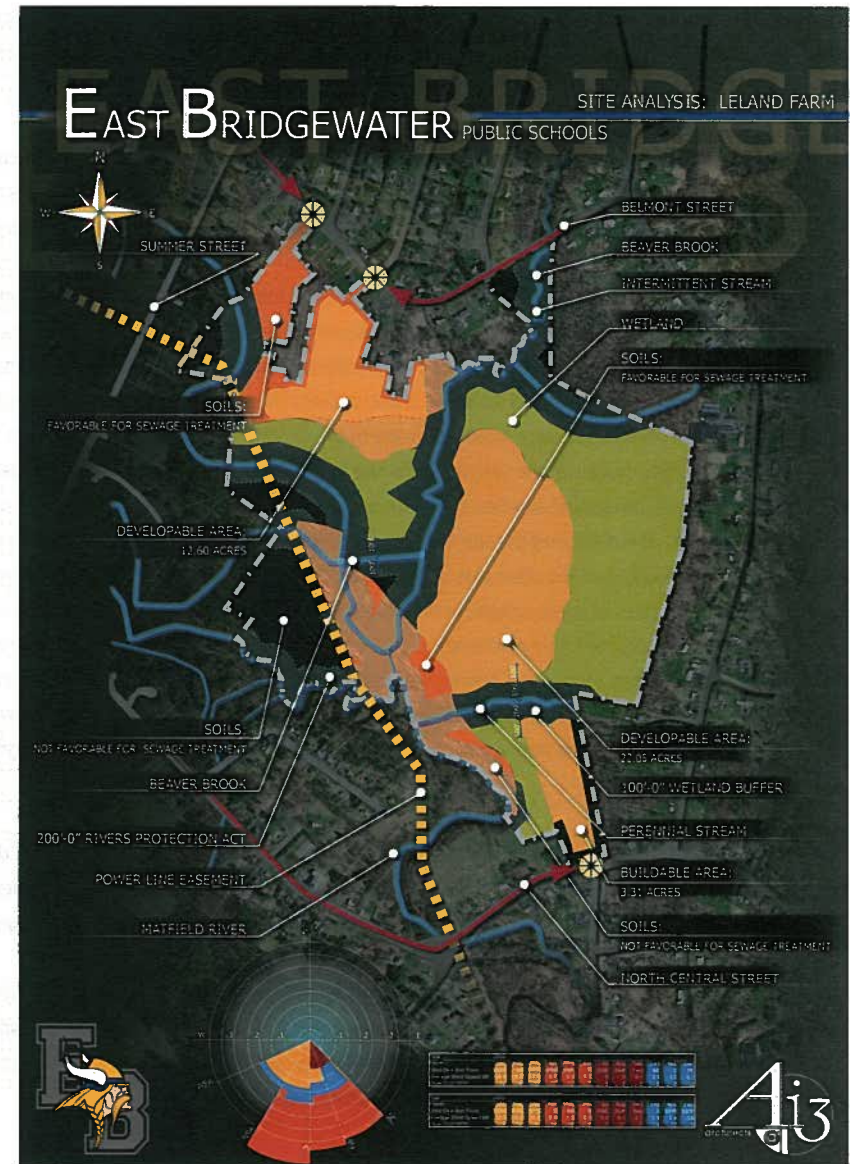 EAST BRIDGE
EAST BRIDGEWATER PUBLIC SCHOOLS
SITE ANALYSIS: LELAND FARM
N
W
E
S
SUMMER STREET
BELMONT STREET
BEAVER BROOK
INTERMITTENT STREAM
WETLAND
SOILS:
FAVORABLE FOR SEWAGE TREATMENT
SOILS:
FAVORABLE FOR SEWAGE TREATMENT
DEVELOPABLE AREA:
12.60 ACRES
SOILS:
NOT FAVORABLE FOR SEWAGE TREATMENT
BEAVER BROOK
200'-0" RIVERS PROTECTION ACT
POWER LINE EASEMENT
MATFIELD RIVER
DEVELOPABLE AREA:
ACRES
100'-0" WETLAND BUFFER
PERENNIAL STREAM
BUILDABLE AREA:
3.31 ACRES
SOILS:
NOT FAVORABLE FOR SEWAGE TREATMENT
NORTH CENTRAL STREET
EB
Ai3
architects